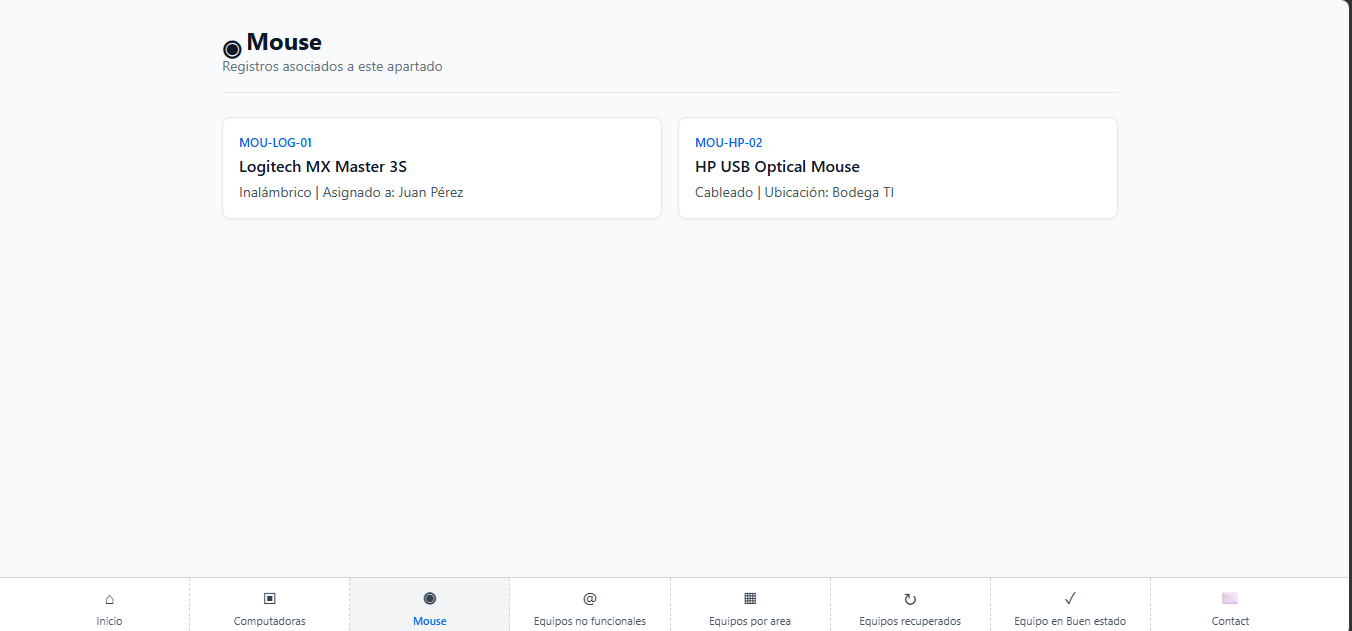 ◉ Mouse
Registros asociados a este apartado
MOU-LOG-01
Logitech MX Master 3S
Inalámbrico | Asignado a: Juan Pérez
MOU-HP-02
HP USB Optical Mouse
Cableado | Ubicación: Bodega TI
Inicio
Computadoras
Mouse
@
Equipos no funcionales
Equipos por area
Equipos recuperados
Equipo en Buen estado
Contact